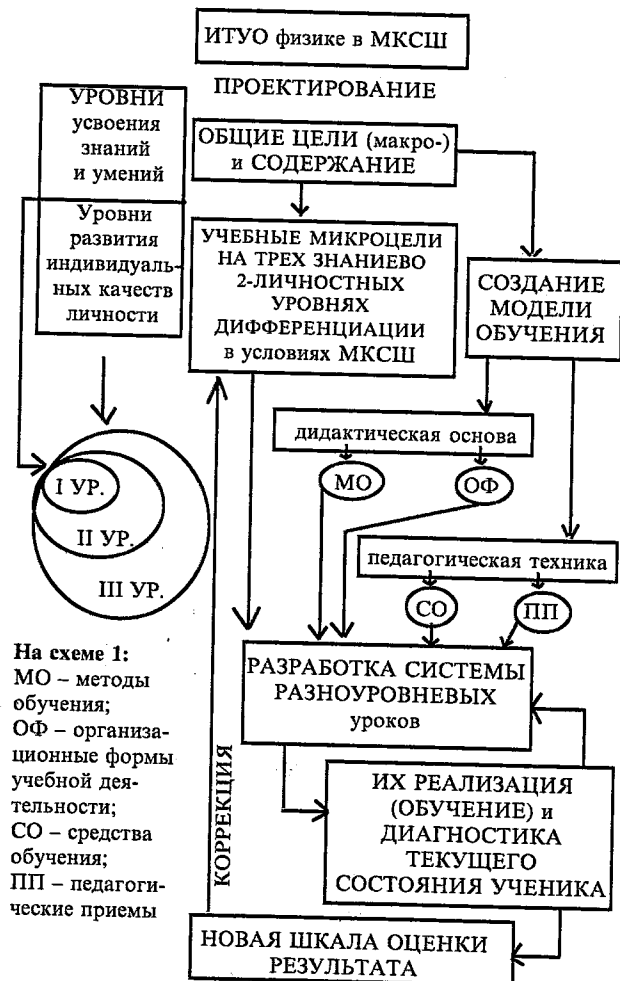 ИТУО физике в МКСШ
ПРОЕКТИРОВАНИЕ
УРОВНИ
усвоения
знаний
и умений
Уровни
развития
индивидуаль-
ных качеств
личности
ОБЩИЕ ЦЕЛИ (макро-)
и СОДЕРЖАНИЕ
УЧЕБНЫЕ МИКРОЦЕЛИ
НА ТРЕХ ЗНАНИЕВО
2-ЛИЧНОСТНЫХ
УРОВНЯХ
ДИФФЕРЕНЦИАЦИИ
в условиях МКСШ
СОЗДАНИЕ
МОДЕЛИ
ОБУЧЕНИЯ
дидактическая основа
МО
ОФ
I УР.
II УР.
III УР.
педагогическая техника
СО
ПП
На схеме 1:
МО – методы
обучения;
ОФ – организа-
ционные формы
учебной дея-
тельности;
СО – средства
обучения;
ПП – педагоги-
ческие приемы
КОРРЕКЦИЯ
РАЗРАБОТКА СИСТЕМЫ
РАЗНОУРОВНЕВЫХ
уроков
ИХ РЕАЛИЗАЦИЯ
(ОБУЧЕНИЕ) и
ДИАГНОСТИКА
ТЕКУЩЕГО
СОСТОЯНИЯ УЧЕНИКА
НОВАЯ ШКАЛА ОЦЕНКИ
РЕЗУЛЬТАТА